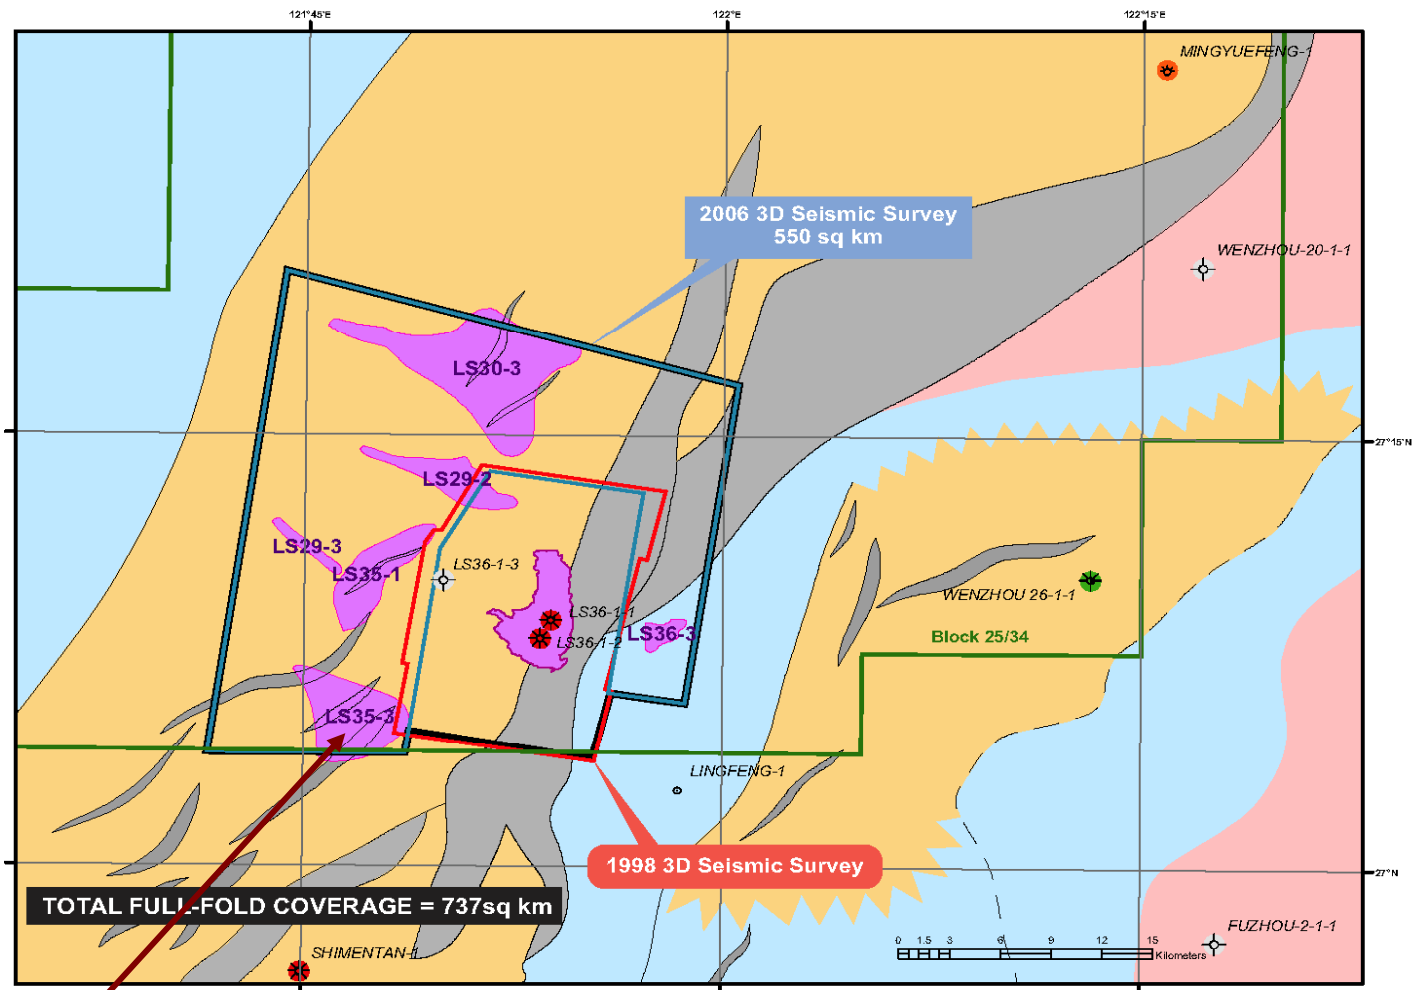 121°45'E
122°E
122°15'E
MINGYUEFENG-1
2006 3D Seismic Survey
550 sq km
WENZHOU-20-1-1
LS30-3
27°15'N
LS29-2
LS29-3
LS35-1
LS36-1-3
WENZHOU 26-1-1
LS36-1-1
LS36-1-2
LS36-3
Block 25/34
LS35-3
LINGFENG-1
1998 3D Seismic Survey
27°N
TOTAL FULL-FOLD COVERAGE = 737sq km
FUZHOU-2-1-1
SHIMENTAN-1
0 1.5 3 6 9 12 15
Kilometers